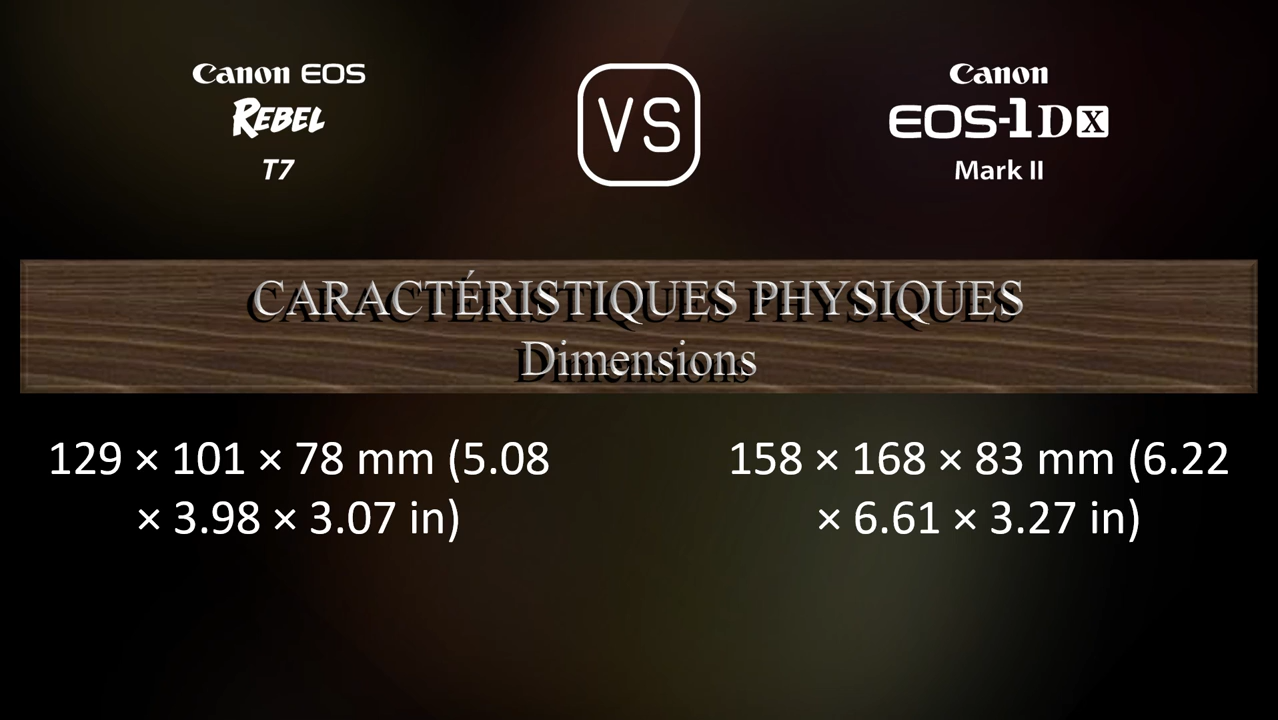 Canon EOS
REBEL
T7
VS
Canon
EOS-1DX
Mark II
CARACTÉRISTIQUES PHYSIQUES
Dimensions
129 × 101 × 78 mm (5.08
× 3.98 × 3.07 in)
158 × 168 × 83 mm (6.22
× 6.61 × 3.27 in)